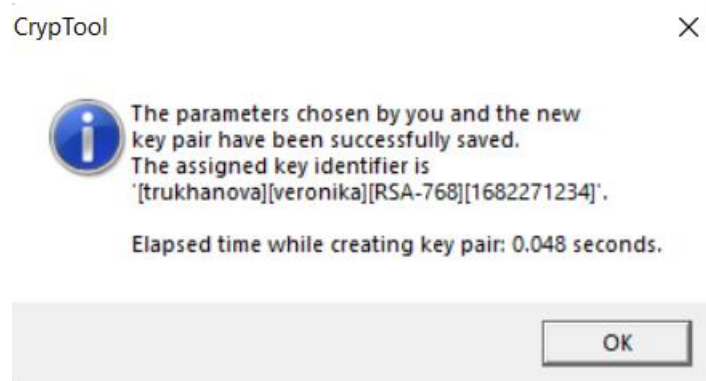 CrypTool
The parameters chosen by you and the new
key pair have been successfully saved.
The assigned key identifier is
'[trukhanova][veronika][RSA-768][1682271234]'.
Elapsed time while creating key pair: 0.048 seconds.
OK